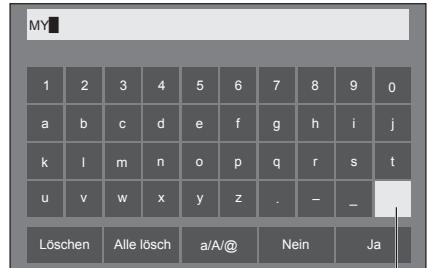 MY
1 2 3 4 5 6 7 8 9 0
a b c d e f g h i j
k l m n o p q r s t
u v w x y z . – _
Löschen Alle lösch a/A/@ Nein Ja